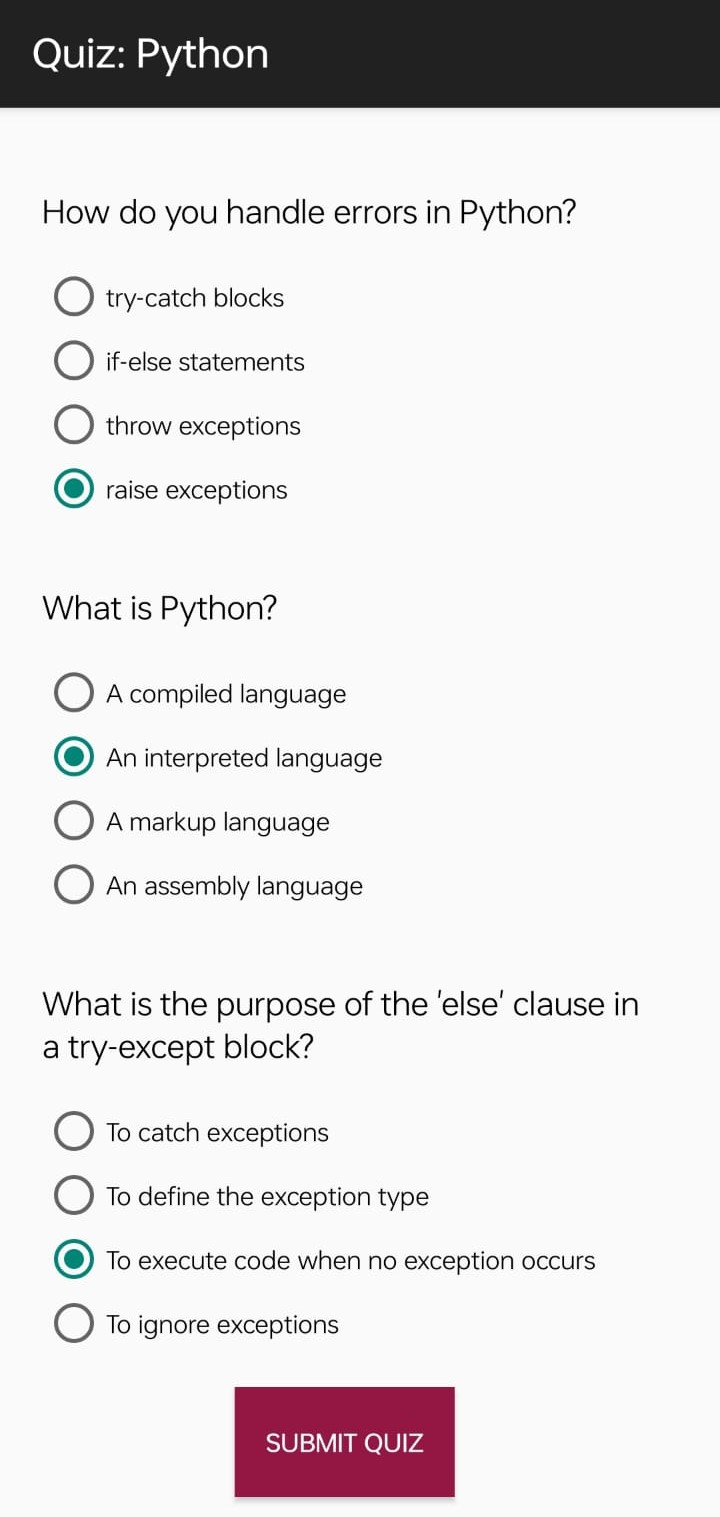 Quiz: Python
How do you handle errors in Python?
try-catch blocks
if-else statements
throw exceptions
raise exceptions
What is Python?
A compiled language
An interpreted language
A markup language
An assembly language
What is the purpose of the 'else' clause in
a try-except block?
To catch exceptions
To define the exception type
To execute code when no exception occurs
To ignore exceptions
SUBMIT QUIZ